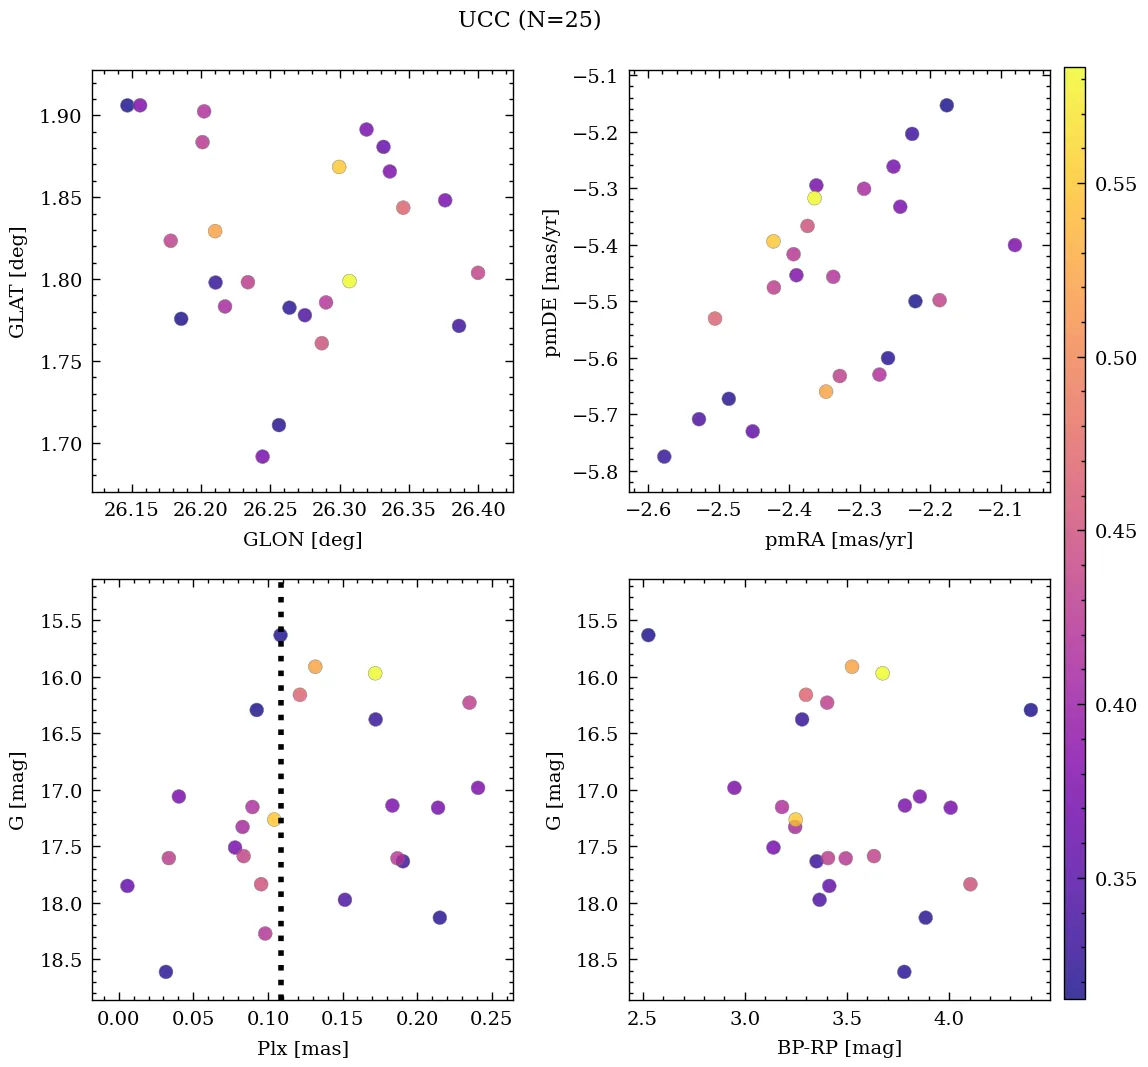 UCC (N=25)
1.90
1.85
1.80
1.75
1.70
GLAT [deg]
26.15 26.20 26.25 26.30 26.35 26.40
GLON [deg]
−5.1
−5.2
−5.3
−5.4
−5.5
−5.6
−5.7
−5.8
pmDE [mas/yr]
−2.6 −2.5 −2.4 −2.3 −2.2 −2.1
pmRA [mas/yr]
15.5
16.0
16.5
17.0
17.5
18.0
18.5
G [mag]
0.00 0.05 0.10 0.15 0.20 0.25
Plx [mas]
15.5
16.0
16.5
17.0
17.5
18.0
18.5
G [mag]
2.5 3.0 3.5 4.0
BP-RP [mag]
0.55
0.50
0.45
0.40
0.35